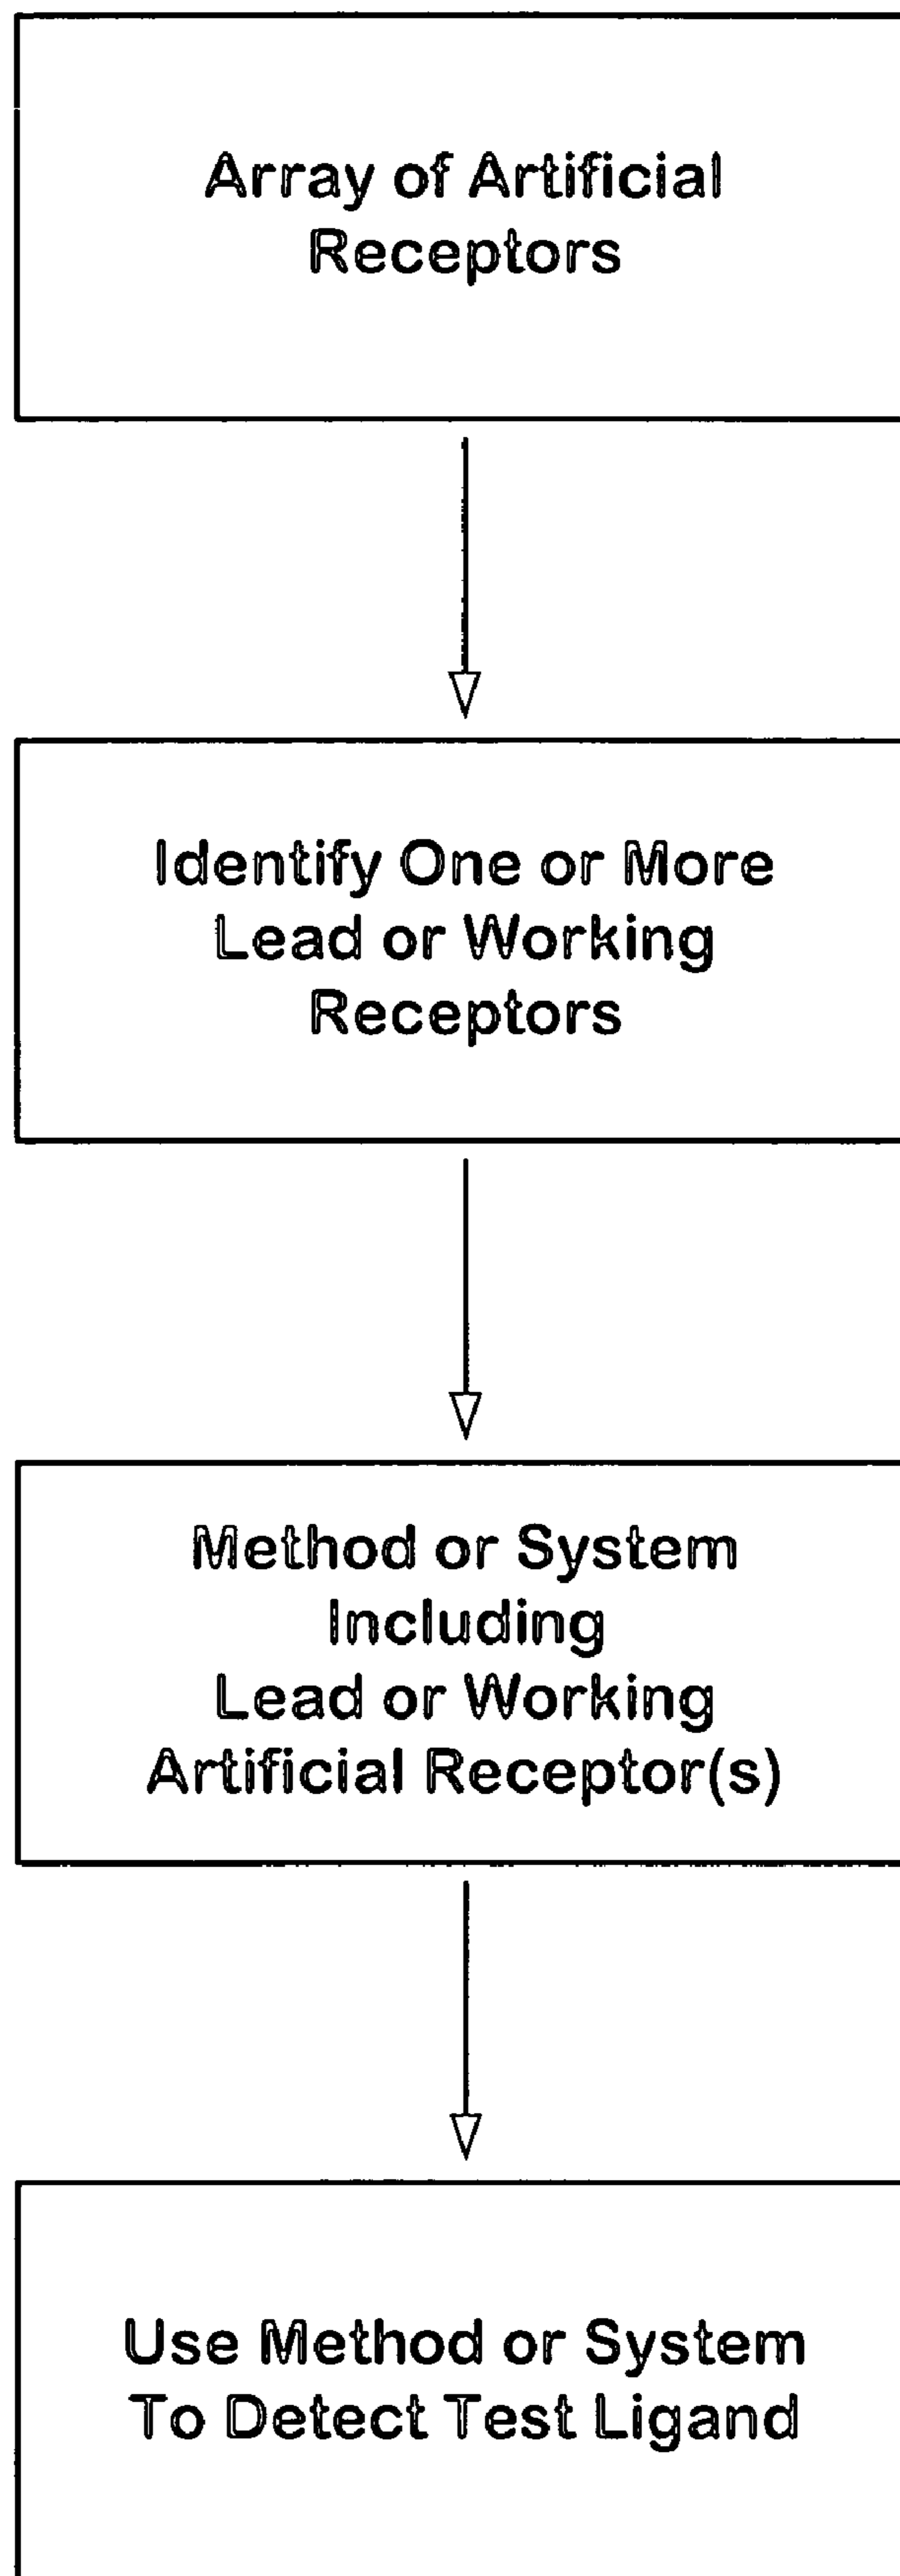 Array of Artificial
Receptors
Identify One or More
Lead or Working
Receptors
Method or System
Including
Lead or Working
Artificial Receptor(s)
Use Method or System
To Detect Test Ligand